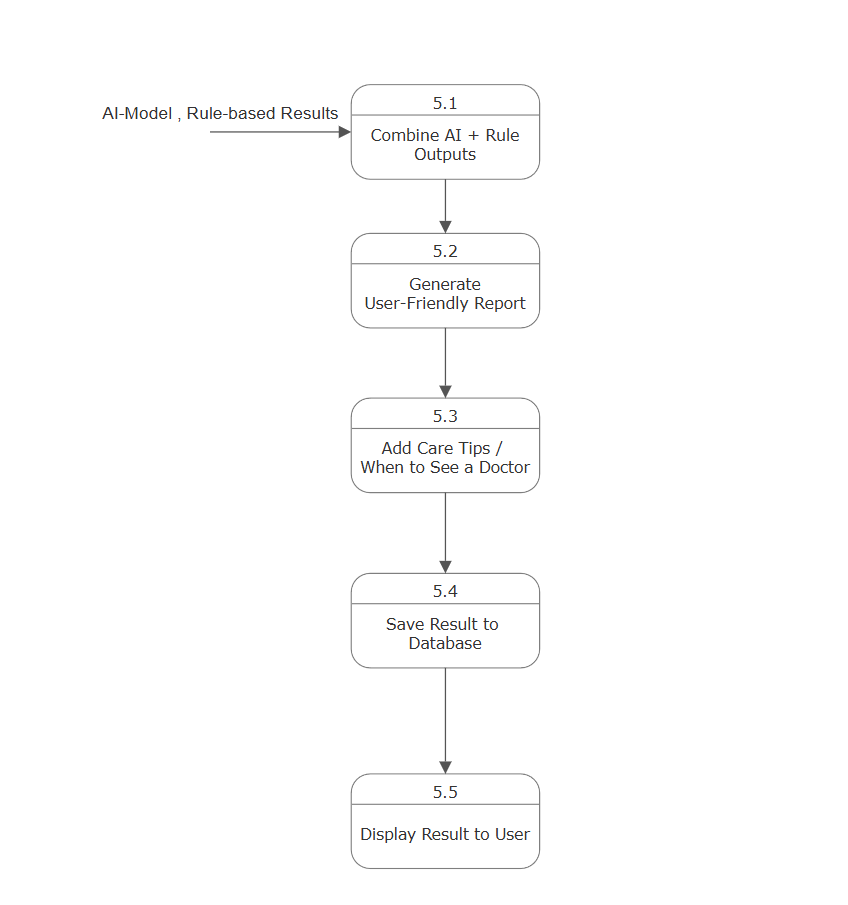 AI-Model , Rule-based Results
5.1
Combine AI + Rule
Outputs
5.2
Generate
User-Friendly Report
5.3
Add Care Tips /
When to See a Doctor
5.4
Save Result to
Database
5.5
Display Result to User